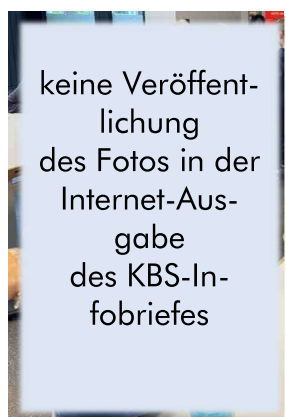 keine Veröffent-
lichung
des Fotos in der
Internet-Aus-
gabe
des KBS-In-
fobriefes